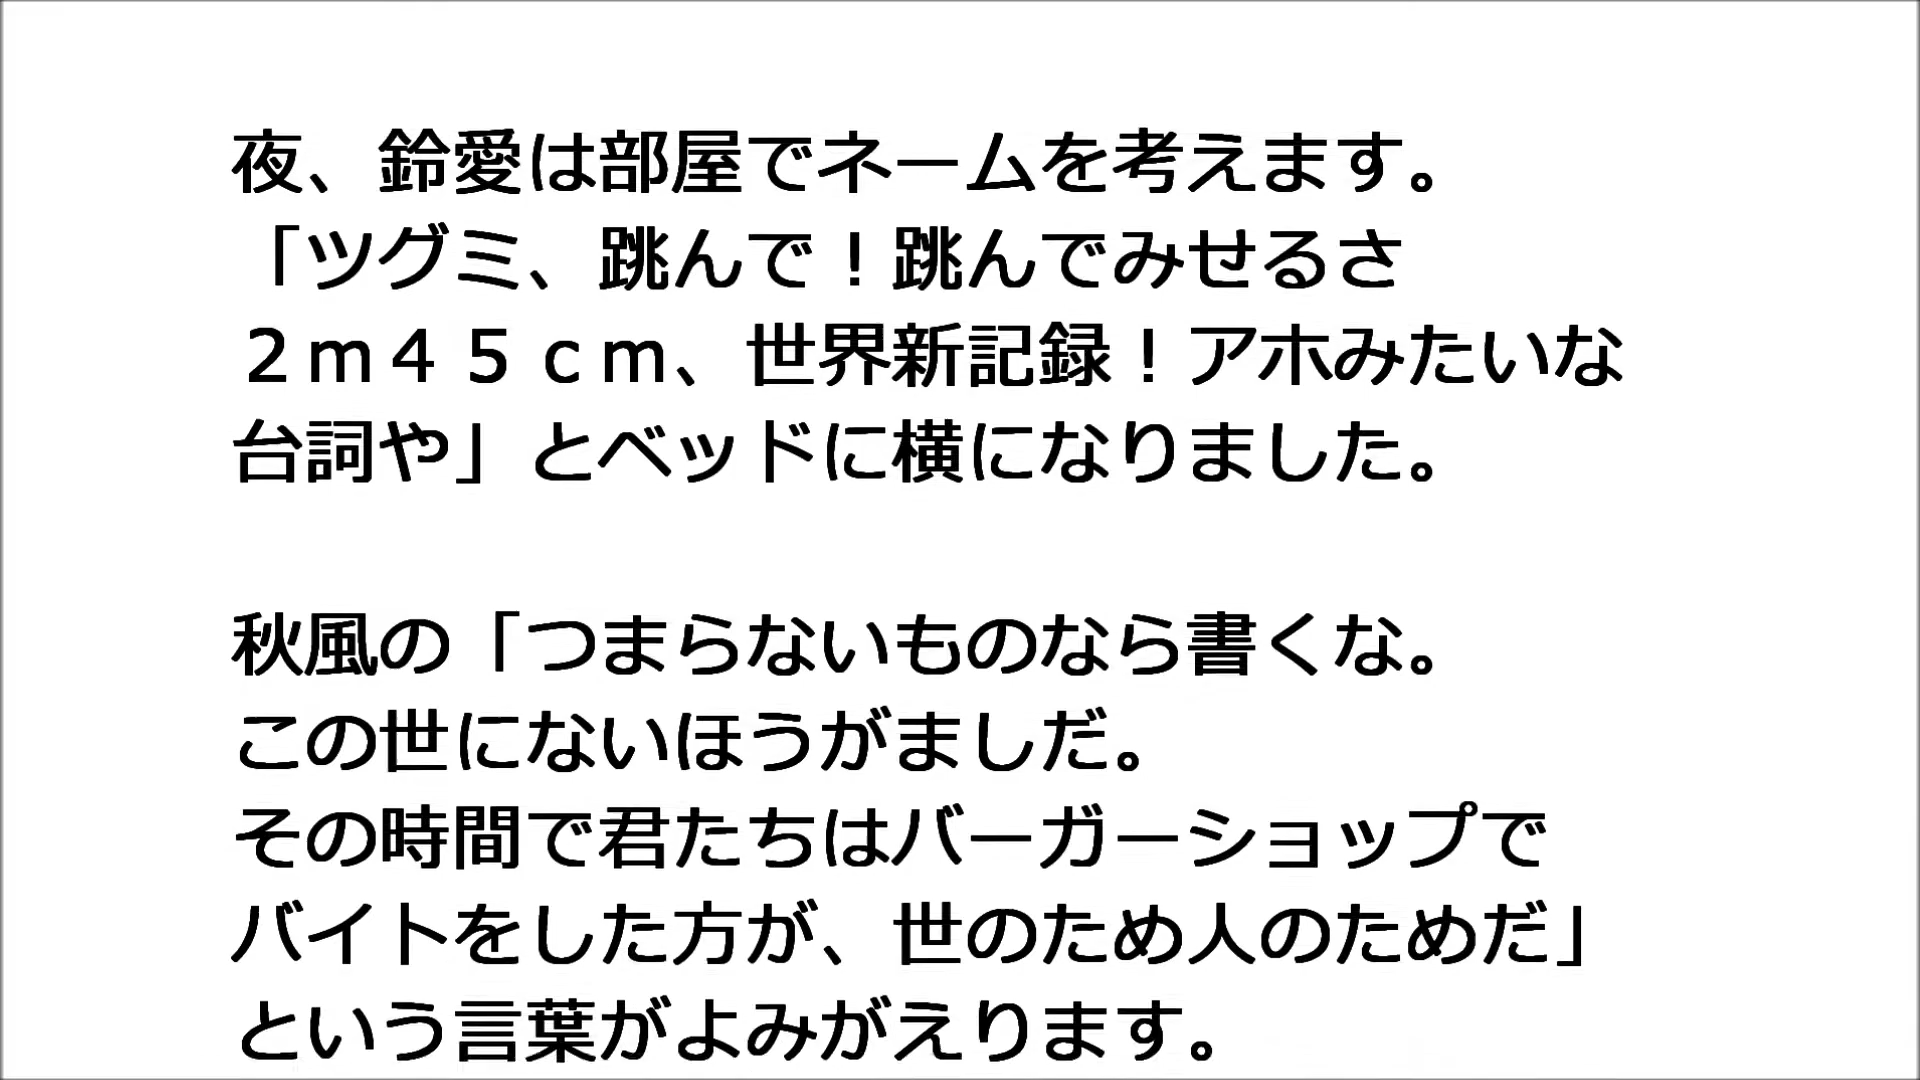 夜、鈴愛は部屋でネームを考えます。
「ツグミ、跳んで！跳んでみせるさ
２ｍ４５ｃｍ、世界新記録！アホみたいな
台詞や」とベッドに横になりました。
秋風の「つまらないものなら書くな。
この世にないほうがましだ。
その時間で君たちはバーガーショップで
バイトをした方が、世のため人のためだ」
という言葉がよみがえります。